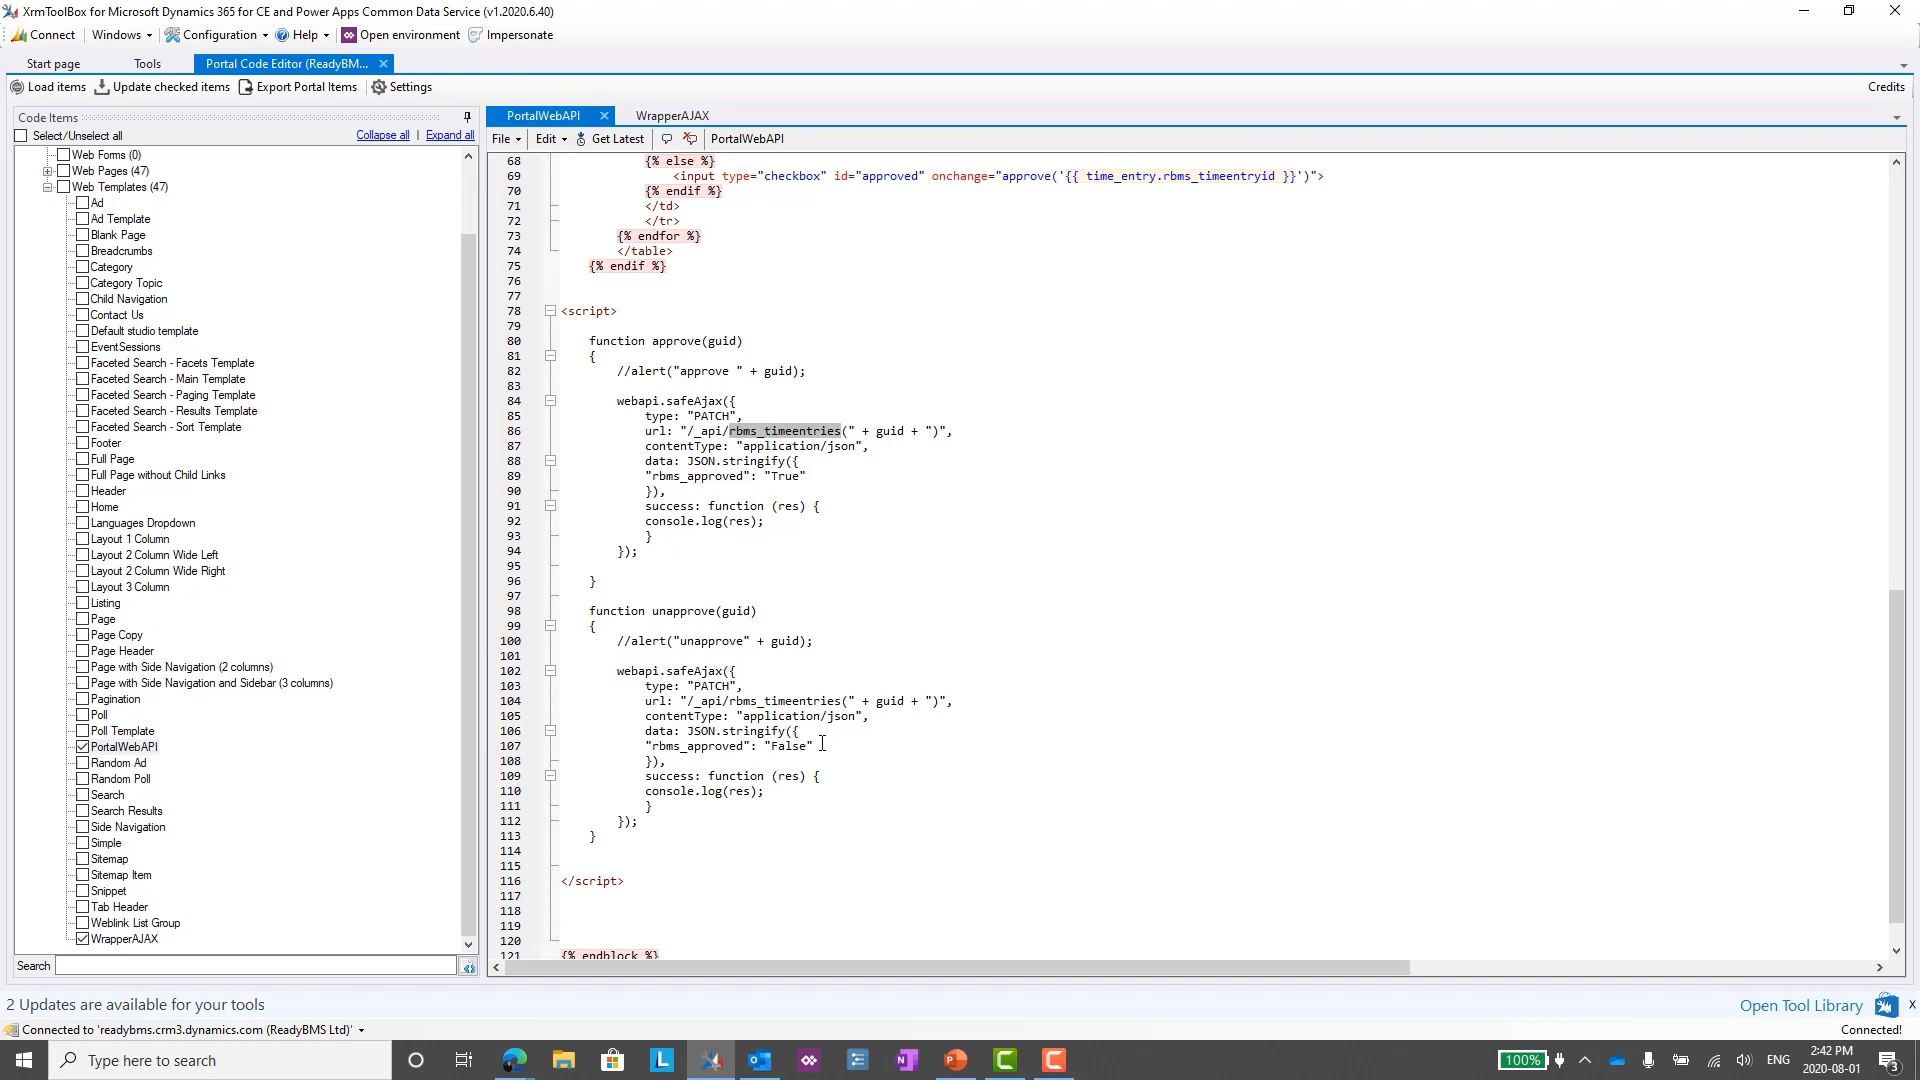 XrmToolBox for Microsoft Dynamics 365 for CE and Power Apps Common Data Service (v1.2020.6.40)
Connect Windows Configuration Help Open environment Impersonate
Start page Tools Portal Code Editor (ReadyBM...
Load items Update checked items Export Portal Items Settings Credits
Code Items
Select/Unselect all Collapse all | Expand all
Web Forms (0)
Web Pages (47)
Web Templates (47)
Ad
Ad Template
Blank Page
Breadcrumbs
Category
Category Topic
Child Navigation
Contact Us
Default studio template
EventSessions
Faceted Search - Facets Template
Faceted Search - Main Template
Faceted Search - Paging Template
Faceted Search - Results Template
Faceted Search - Sort Template
Footer
Full Page
Full Page without Child Links
Header
Home
Languages Dropdown
Layout 1 Column
Layout 2 Column Wide Left
Layout 2 Column Wide Right
Layout 3 Column
Listing
Page
Page Copy
Page Header
Page with Side Navigation (2 columns)
Page with Side Navigation and Sidebar (3 columns)
Pagination
Poll
Poll Template
PortalWebAPI
Random Ad
Random Poll
Search
Search Results
Side Navigation
Simple
Sitemap
Sitemap Item
Snippet
Tab Header
Weblink List Group
WrapperAJAX
Search
PortalWebAPI WrapperAJAX
File Edit Get Latest PortalWebAPI
68 {% else %}
69 <input type="checkbox" id="approved" onchange="approve('{{ time_entry.rbms_timeentryid }}')">
70 {% endif %}
71 </td>
72 </tr>
73 {% endfor %}
74 </table>
75 {% endif %}
76
77
78 <script>
79
80 function approve(guid)
81 {
82 //alert("approve " + guid);
83
84 webapi.safeAjax({
85 type: "PATCH",
86 url: "/_api/rbms_timeentries(" + guid + ")",
87 contentType: "application/json",
88 data: JSON.stringify({
89 "rbms_approved": "True"
90 }),
91 success: function (res) {
92 console.log(res);
93 }
94 });
95
96 }
97
98 function unapprove(guid)
99 {
100 //alert("unapprove" + guid);
101
102 webapi.safeAjax({
103 type: "PATCH",
104 url: "/_api/rbms_timeentries(" + guid + ")",
105 contentType: "application/json",
106 data: JSON.stringify({
107 "rbms_approved": "False"
108 }),
109 success: function (res) {
110 console.log(res);
111 }
112 });
113 }
114
115
116 </script>
117
118
119
120
121 {% endblock %}
2 Updates are available for your tools Open Tool Library X
Connected to 'readybms.crm3.dynamics.com (ReadyBMS Ltd)' Connected!
Type here to search 100% ENG 2:42 PM
2020-08-01 3